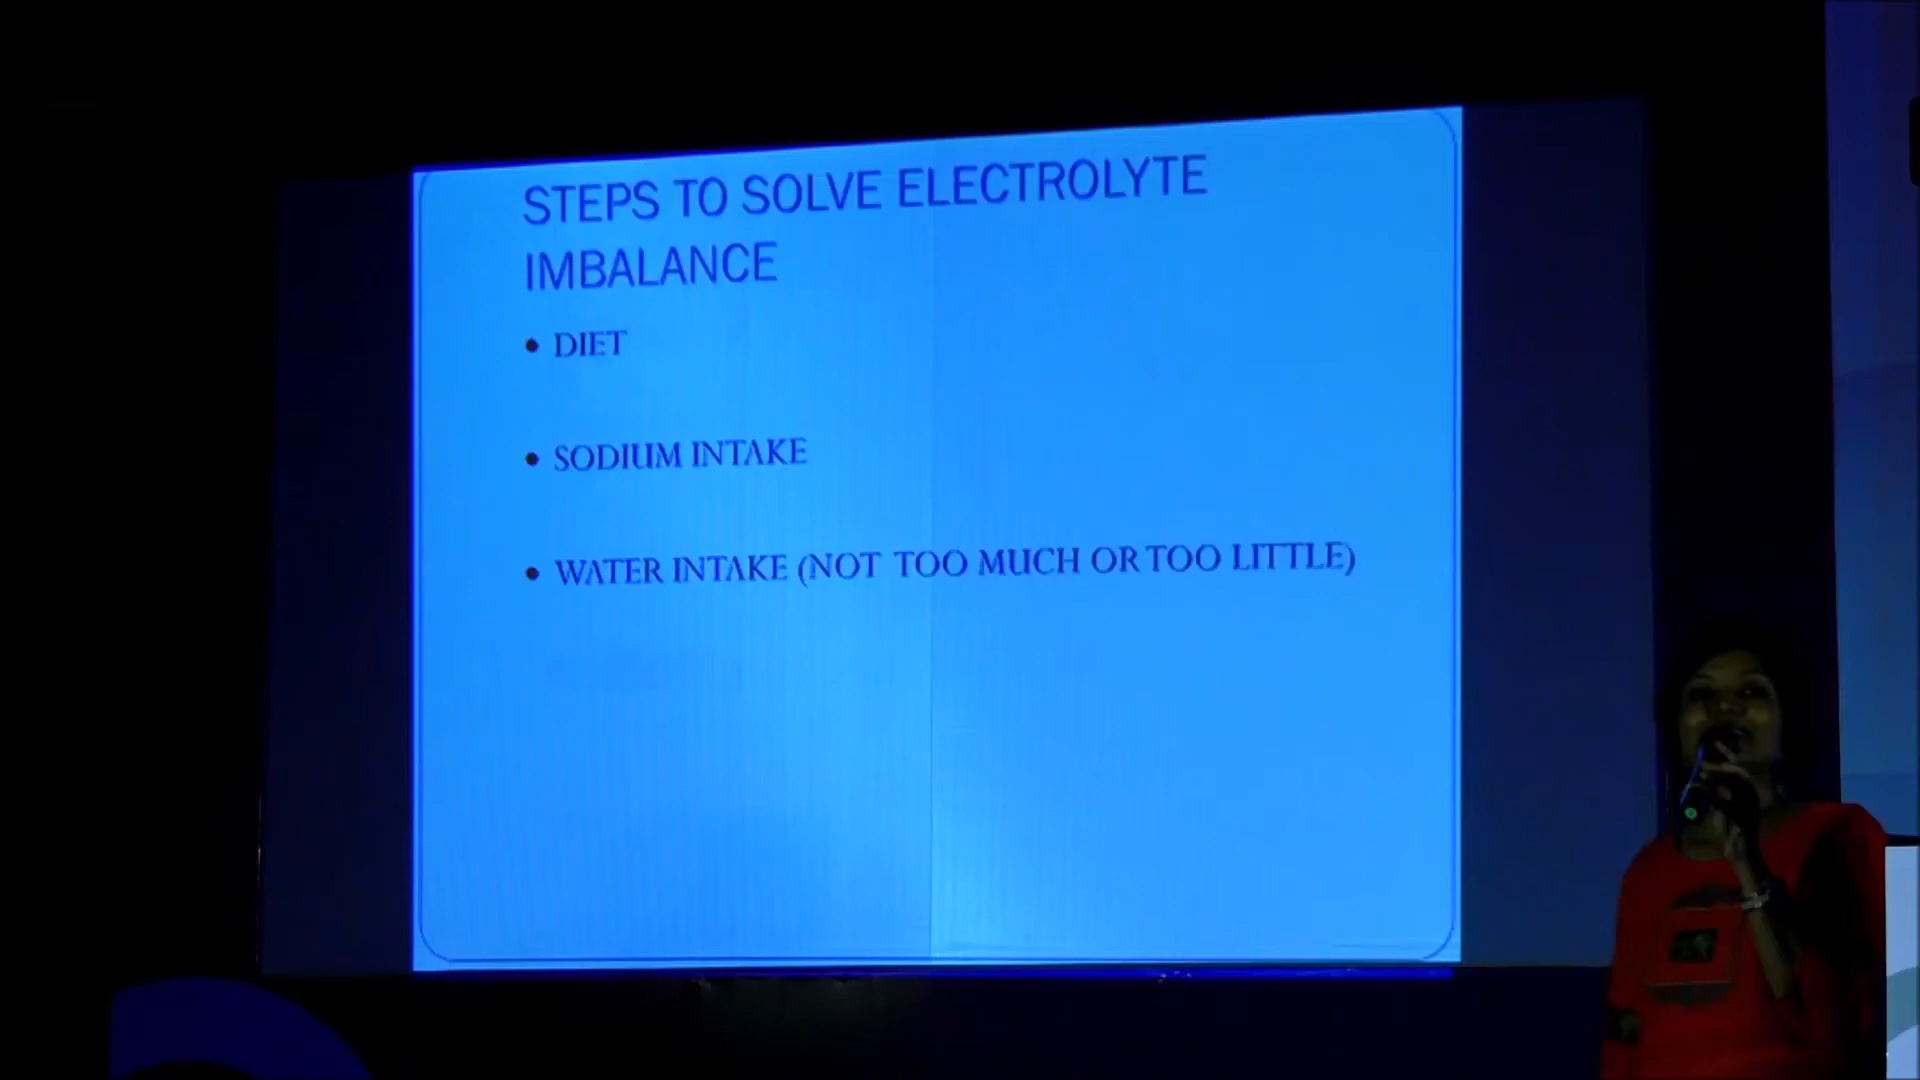 STEPS TO SOLVE ELECTROLYTE
IMBALANCE
• DIET
• SODIUM INTAKE
• WATER INTAKE (NOT TOO MUCH OR TOO LITTLE)